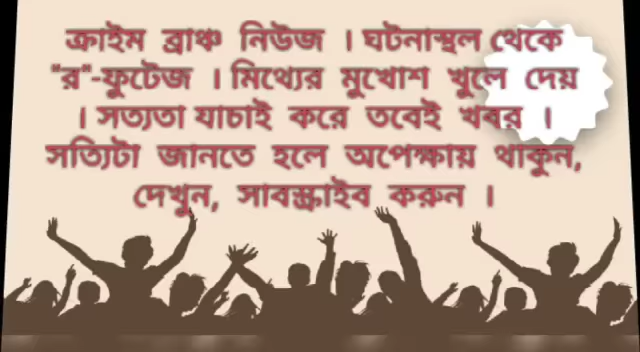 ক্রাইম ব্রাঞ্চ নিউজ । ঘটনাস্থল থেকে
"র"-ফুটেজ । মিথ্যের মুখোশ খুলে দেয়
। সত্যতা যাচাই করে তবেই খবর ।
সত্যিটা জানতে হলে অপেক্ষায় থাকুন,
দেখুন, সাবস্ক্রাইব করুন ।